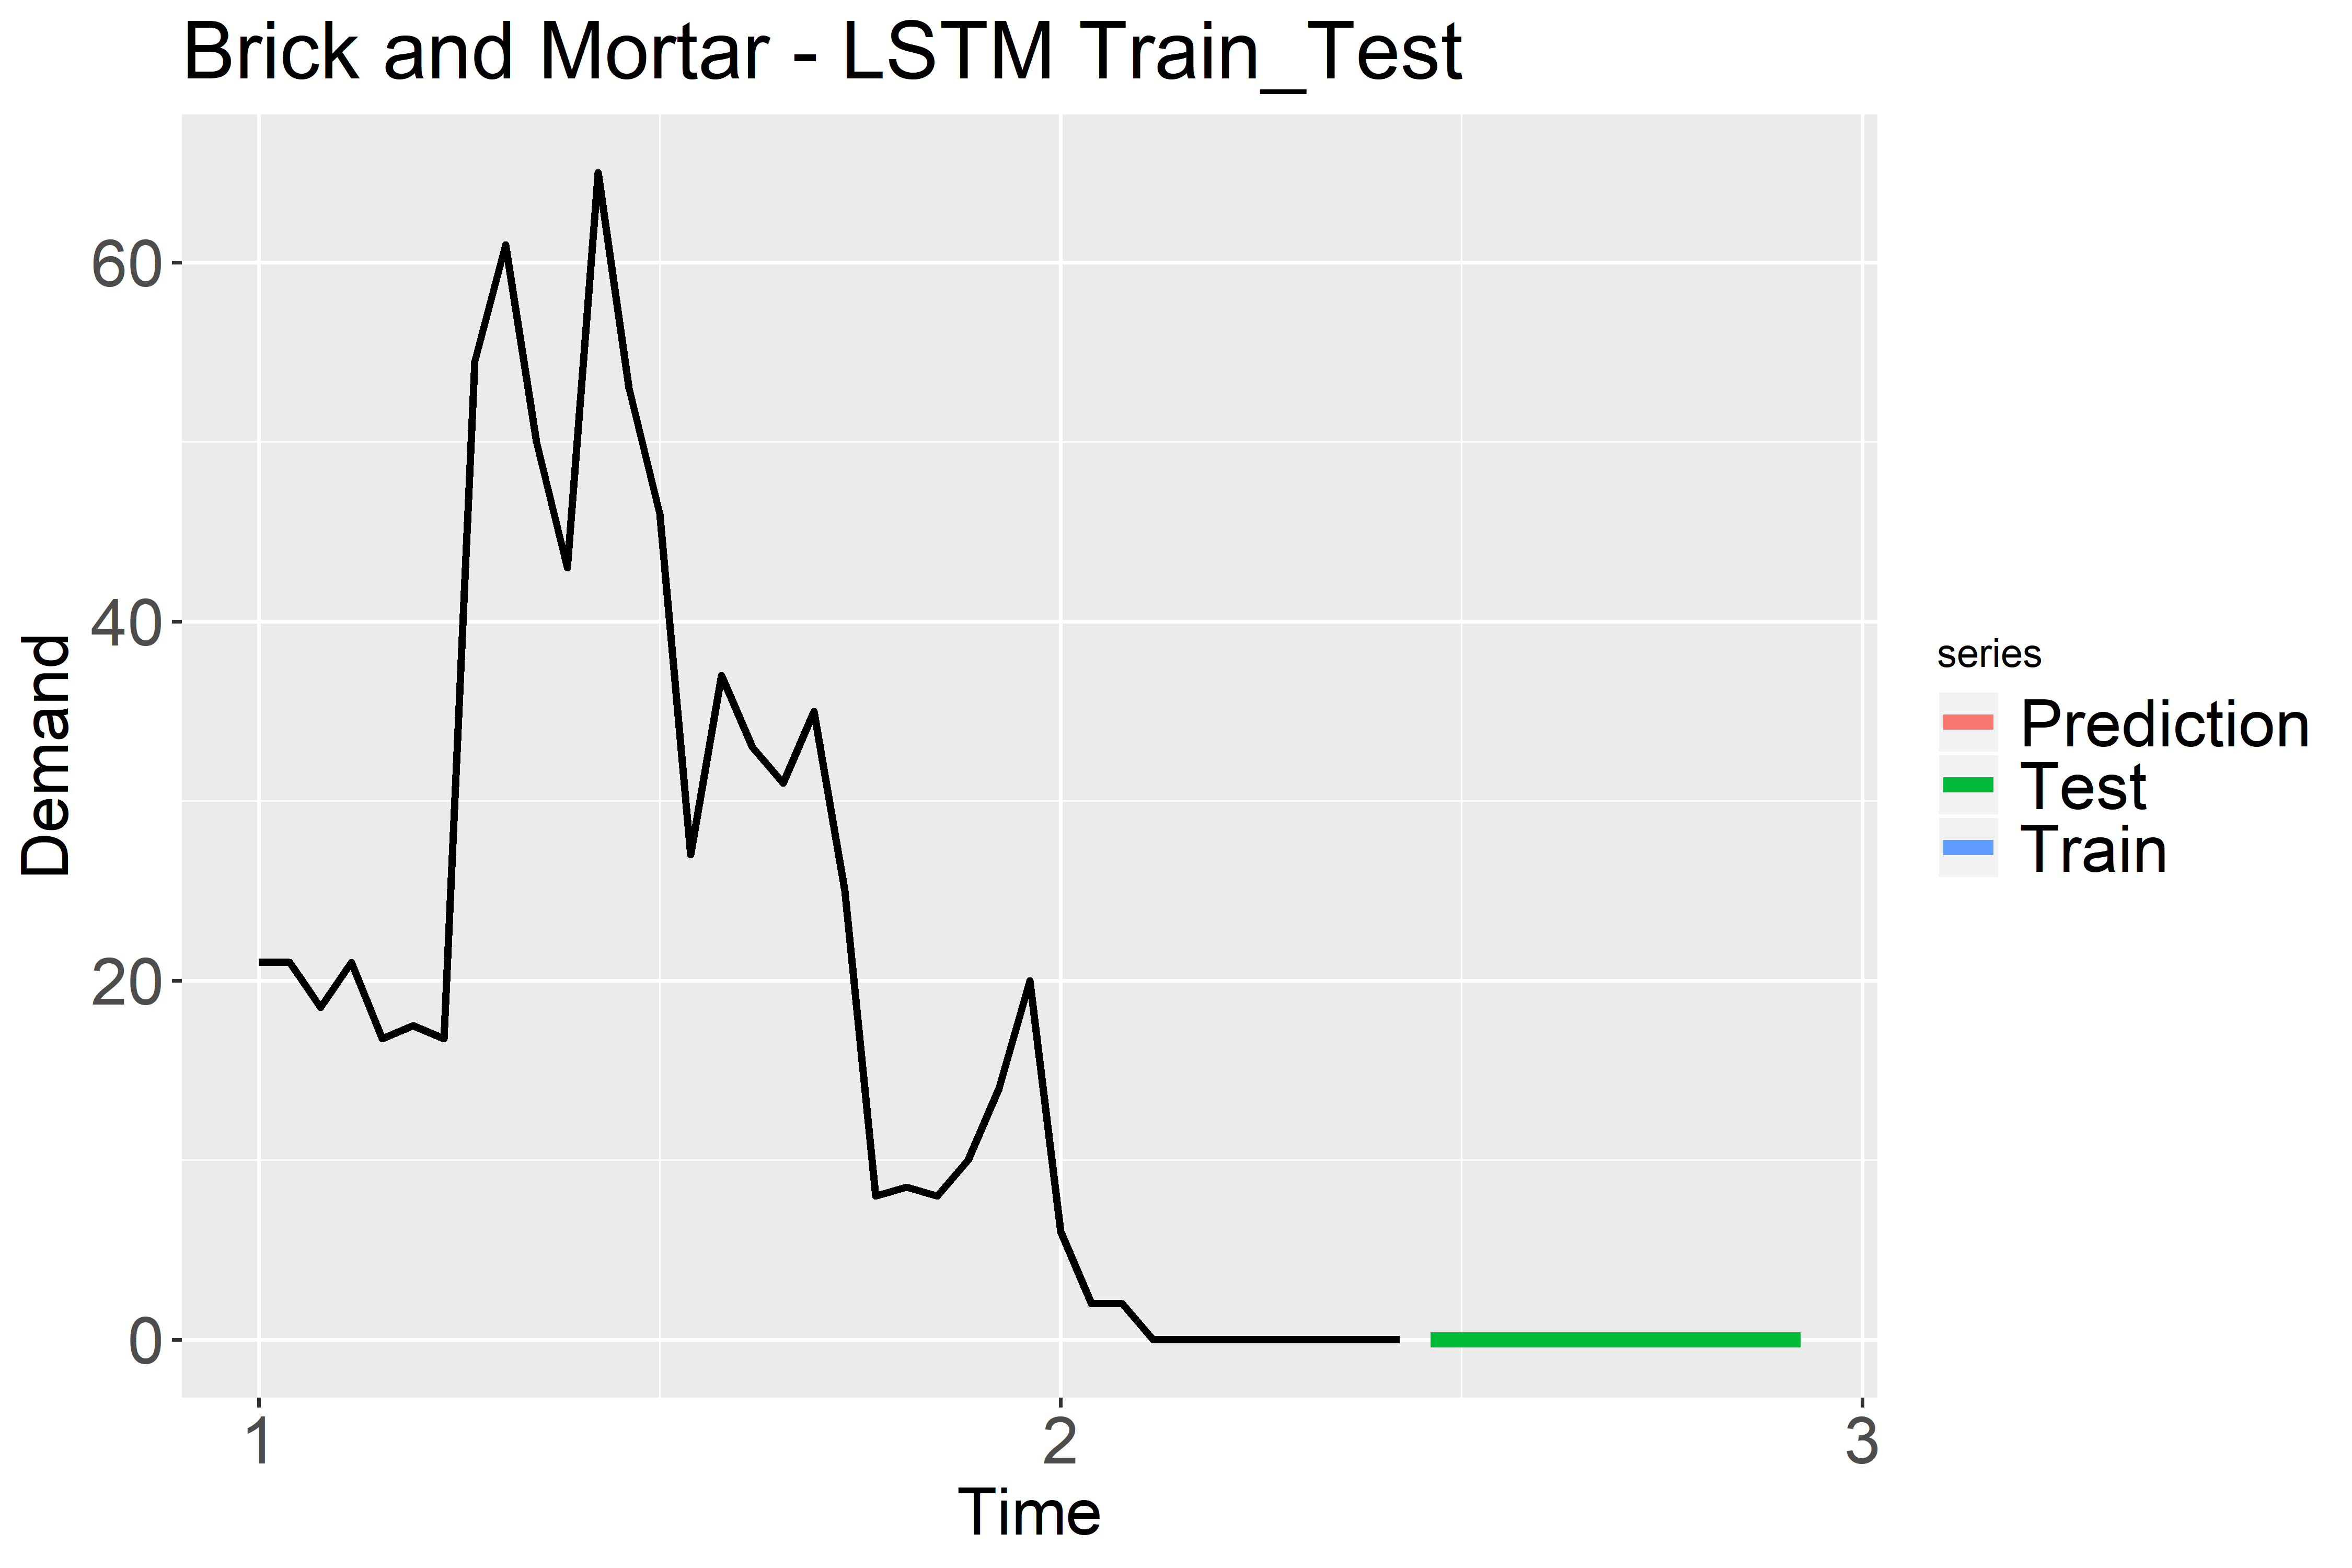 Brick and Mortar - LSTM Train_Test
Demand
60
40
20
0
1 2 3
Time
series
Prediction
Test
Train